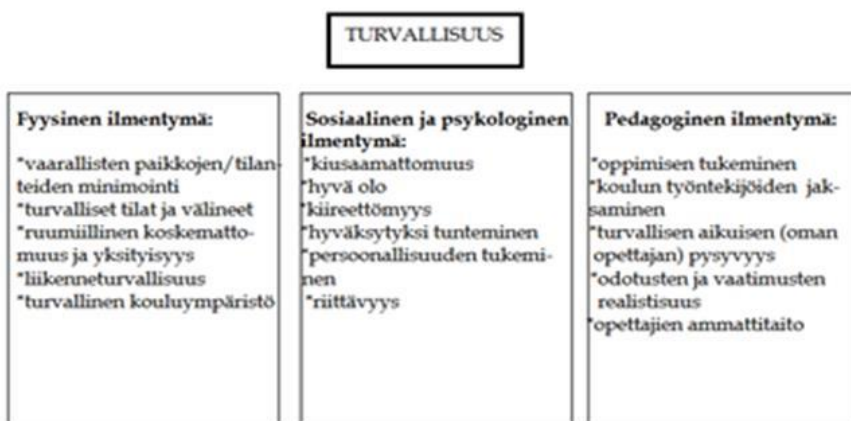 TURVALLISUUS
Fyysinen ilmentymä:
*vaarallisten paikkojen/tilan-
teiden minimointi
*turvalliset tilat ja välineet
*ruumiillinen koskematto-
muus ja yksityisyys
*liikenneturvallisuus
*turvallinen kouluympäristö
Sosiaalinen ja psykologinen
ilmentymä:
*kiusaamattomuus
*hyvä olo
*kiireettömyys
*hyväksytyksi tunteminen
*persoonallisuuden tukemi-
nen
*riittävyys
Pedagoginen ilmentymä:
*oppimisen tukeminen
*koulun työntekijöiden jak-
saminen
*turvallisen aikuisen (oman
opettajan) pysyvyys
*odotusten ja vaatimusten
realistisuus
*opettajien ammattitaito